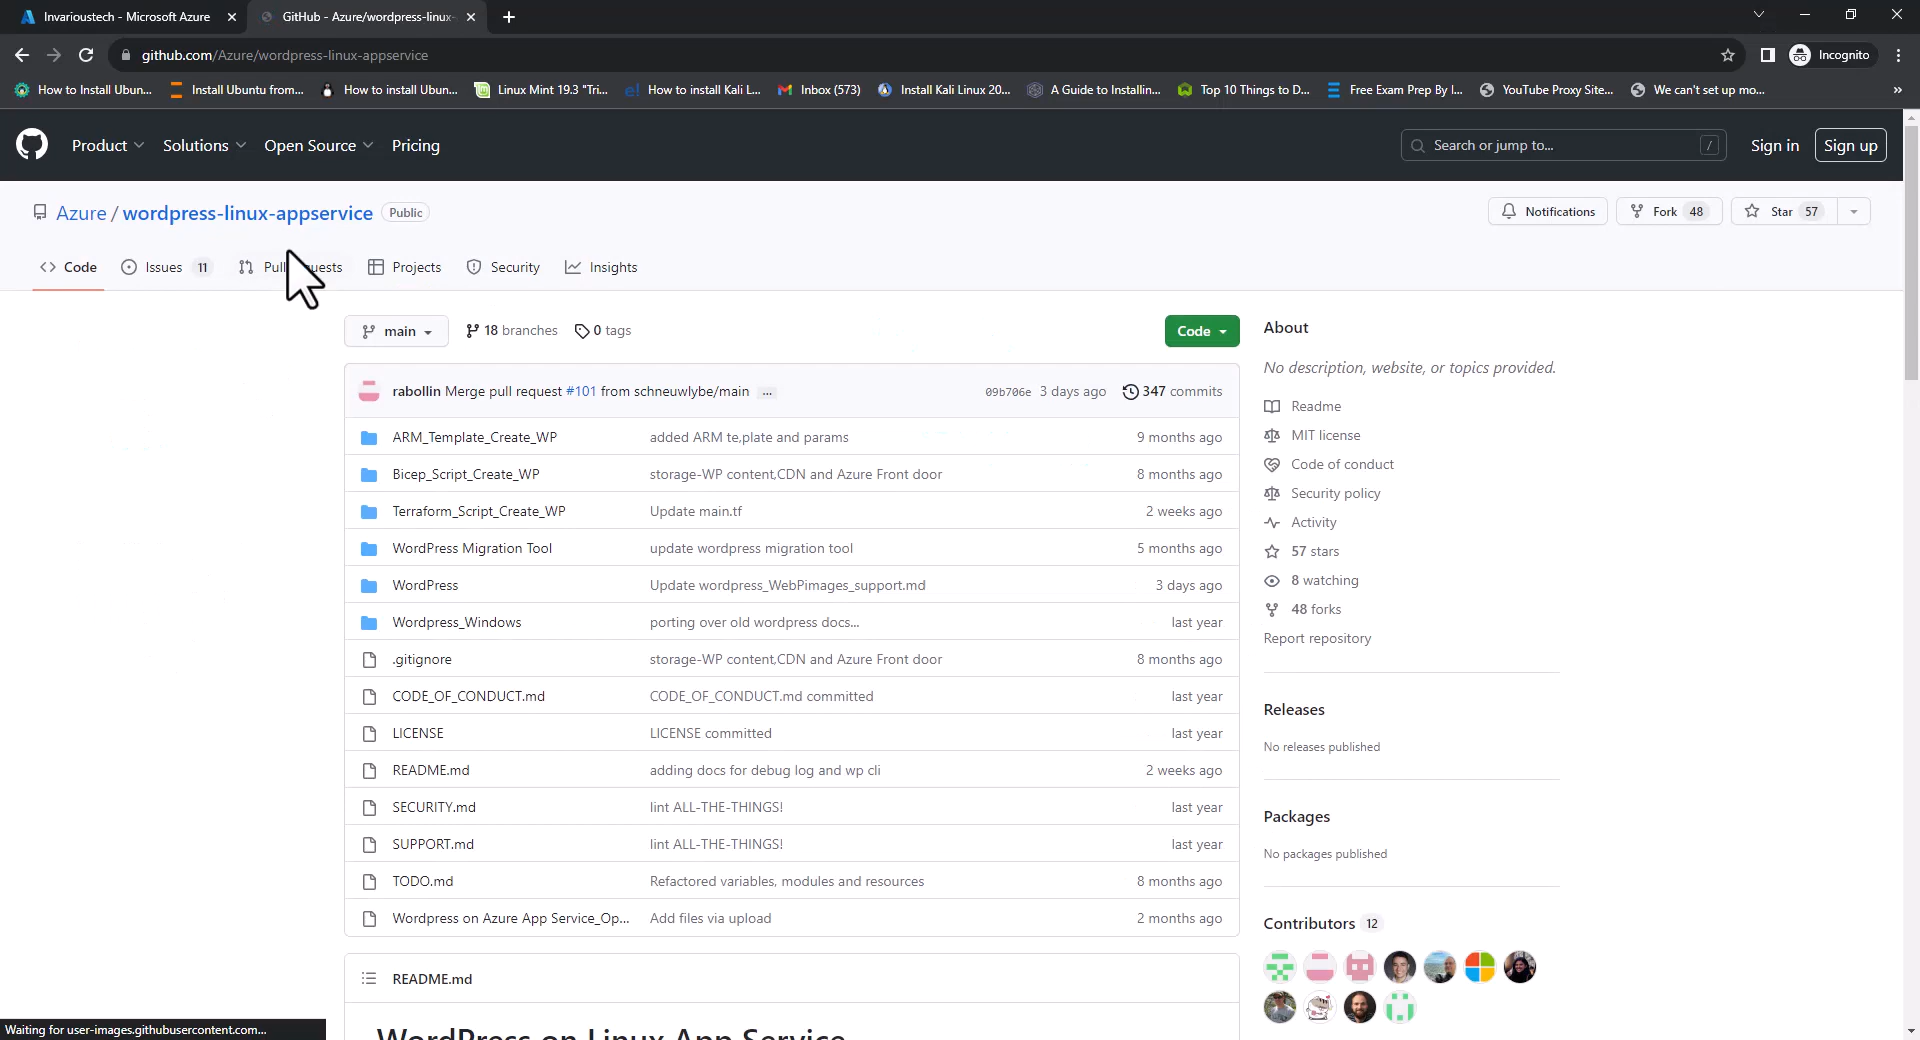 Invarioustech - Microsoft Azure
GitHub - Azure/wordpress-linux-
github.com/Azure/wordpress-linux-appservice
Incognito
How to Install Ubun...
Install Ubuntu from...
How to install Ubun...
Linux Mint 19.3 "Tri...
How to install Kali L...
Inbox (573)
Install Kali Linux 20...
A Guide to Installin...
Top 10 Things to D...
Free Exam Prep By I...
YouTube Proxy Site...
We can't set up mo...
»
Product
Solutions
Open Source
Pricing
Search or jump to...
/
Sign in
Sign up
Azure / wordpress-linux-appservice
Public
Notifications
Fork 48
Star 57
Code
Issues 11
Projects
Security
Insights
main
18 branches
0 tags
Code
rabollin Merge pull request #101 from schneuwlybe/main ...
09b706e 3 days ago
347 commits
ARM_Template_Create_WP
added ARM te,plate and params
9 months ago
Bicep_Script_Create_WP
storage-WP content,CDN and Azure Front door
8 months ago
Terraform_Script_Create_WP
Update main.tf
2 weeks ago
WordPress Migration Tool
update wordpress migration tool
5 months ago
WordPress
Update wordpress_WebPimages_support.md
3 days ago
Wordpress_Windows
porting over old wordpress docs...
last year
.gitignore
storage-WP content,CDN and Azure Front door
8 months ago
CODE_OF_CONDUCT.md
CODE_OF_CONDUCT.md committed
last year
LICENSE
LICENSE committed
last year
README.md
adding docs for debug log and wp cli
2 weeks ago
SECURITY.md
lint ALL-THE-THINGS!
last year
SUPPORT.md
lint ALL-THE-THINGS!
last year
TODO.md
Refactored variables, modules and resources
8 months ago
Wordpress on Azure App Service_Op...
Add files via upload
2 months ago
README.md
WordPress on Linux App Service
About
No description, website, or topics provided.
Readme
MIT license
Code of conduct
Security policy
Activity
57 stars
8 watching
48 forks
Report repository
Releases
No releases published
Packages
No packages published
Contributors 12
Waiting for user-images.githubusercontent.com...